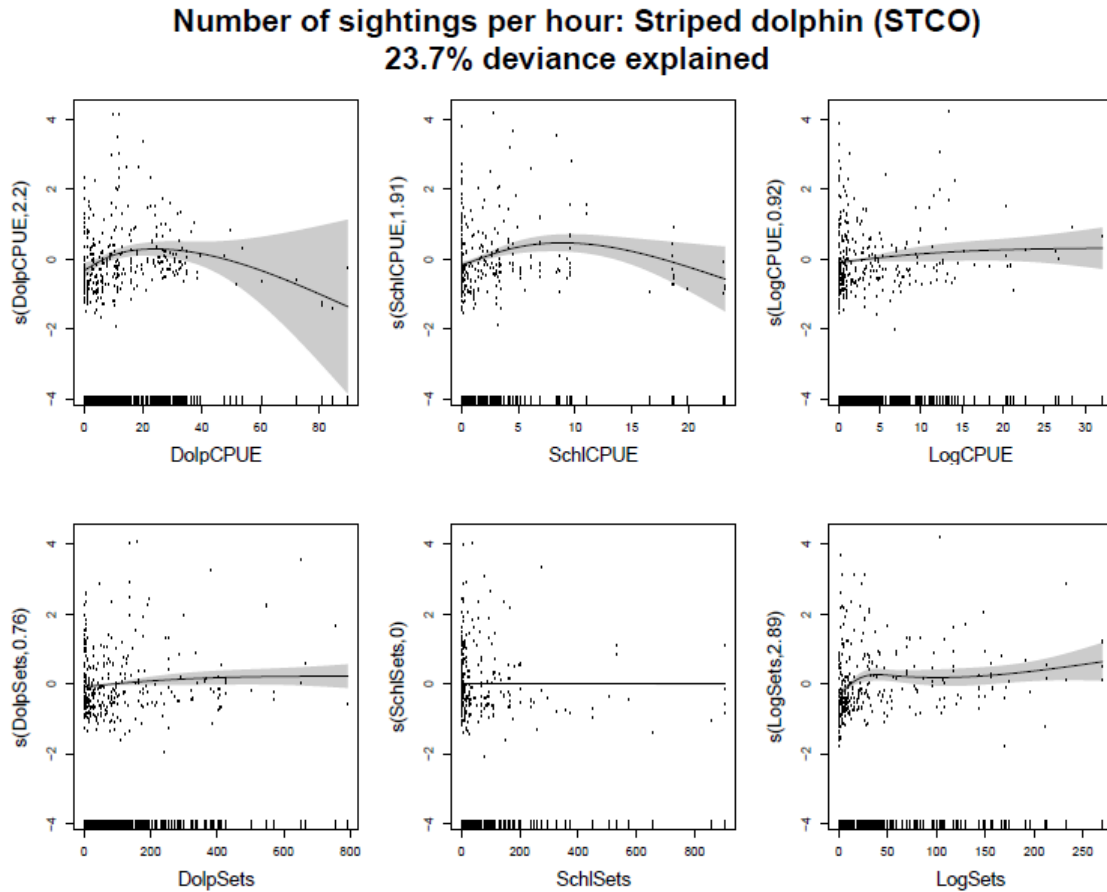 Number of sightings per hour: Striped dolphin (STCO)
23.7% deviance explained
s(DolpCPUE,2.2)
4
2
0
−2
−4
0 20 40 60 80
DolpCPUE
s(SchlCPUE,1.91)
4
2
0
−2
−4
0 5 10 15 20
SchlCPUE
s(LogCPUE,0.92)
4
2
0
−2
−4
0 5 10 15 20 25 30
LogCPUE
s(DolpSets,0.76)
4
2
0
−2
−4
0 200 400 600 800
DolpSets
s(SchlSets,0)
4
2
0
−2
−4
0 200 400 600 800
SchlSets
s(LogSets,2.89)
4
2
0
−2
−4
0 50 100 150 200 250
LogSets